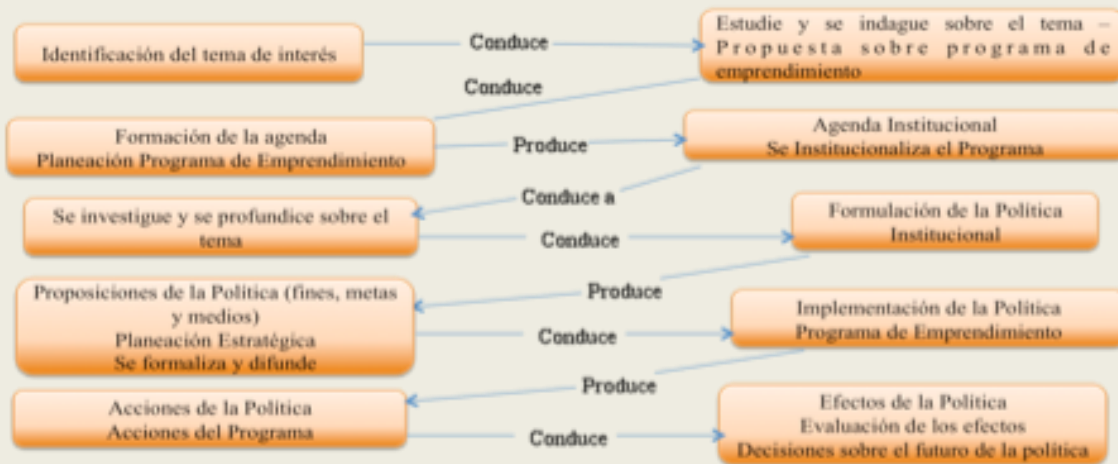 Identificación del tema de interés
Conduce
Estudie y se indague sobre el tema –
Propuesta sobre programa de
emprendimiento
Conduce
Formación de la agenda
Planeación Programa de Emprendimiento
Produce
Agenda Institucional
Se Institucionaliza el Programa
Conduce a
Se investigue y se profundice sobre el
tema
Conduce
Formulación de la Política
Institucional
Produce
Proposiciones de la Política (fines, metas
y medios)
Planeación Estratégica
Se formaliza y difunde
Conduce
Implementación de la Política
Programa de Emprendimiento
Produce
Acciones de la Política
Acciones del Programa
Conduce
Efectos de la Política
Evaluación de los efectos
Decisiones sobre el futuro de la política